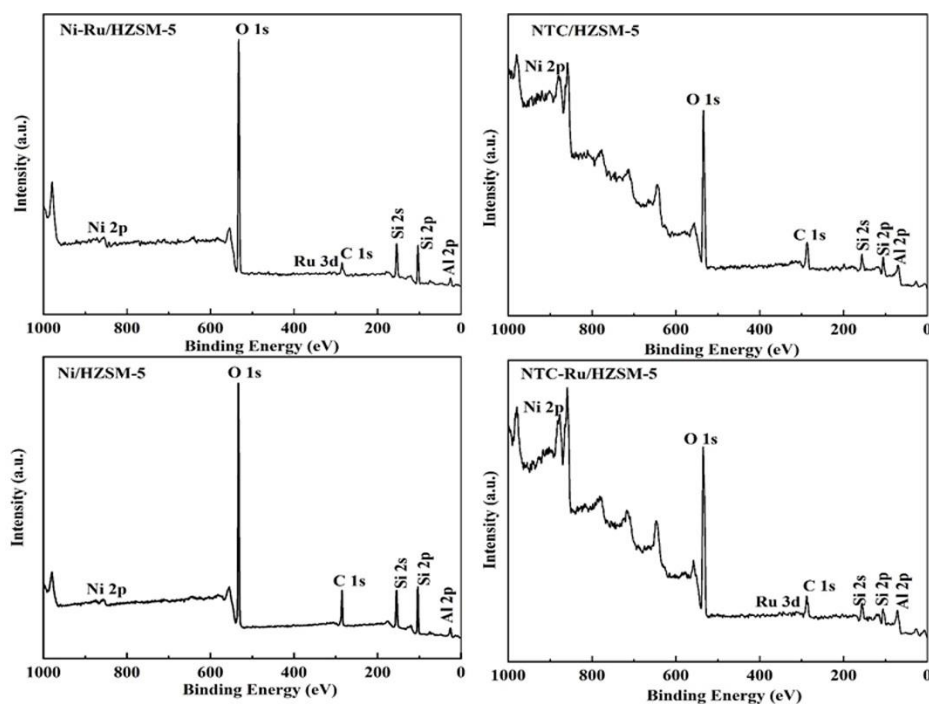 Ni-Ru/HZSM-5
O 1s
Ni 2p
Ru 3d
C 1s
Si 2s
Si 2p
Al 2p
Intensity (a.u.)
1000 800 600 400 200 0
Binding Energy (eV)
NTC/HZSM-5
Ni 2p
O 1s
C 1s
Si 2s
Si 2p
Al 2p
Intensity (a.u.)
1000 800 600 400 200 0
Binding Energy (eV)
Ni/HZSM-5
O 1s
Ni 2p
C 1s
Si 2s
Si 2p
Al 2p
Intensity (a.u.)
1000 800 600 400 200 0
Binding Energy (eV)
NTC-Ru/HZSM-5
Ni 2p
O 1s
Ru 3d
C 1s
Si 2s
Si 2p
Al 2p
Intensity (a.u.)
1000 800 600 400 200 0
Binding Energy (eV)